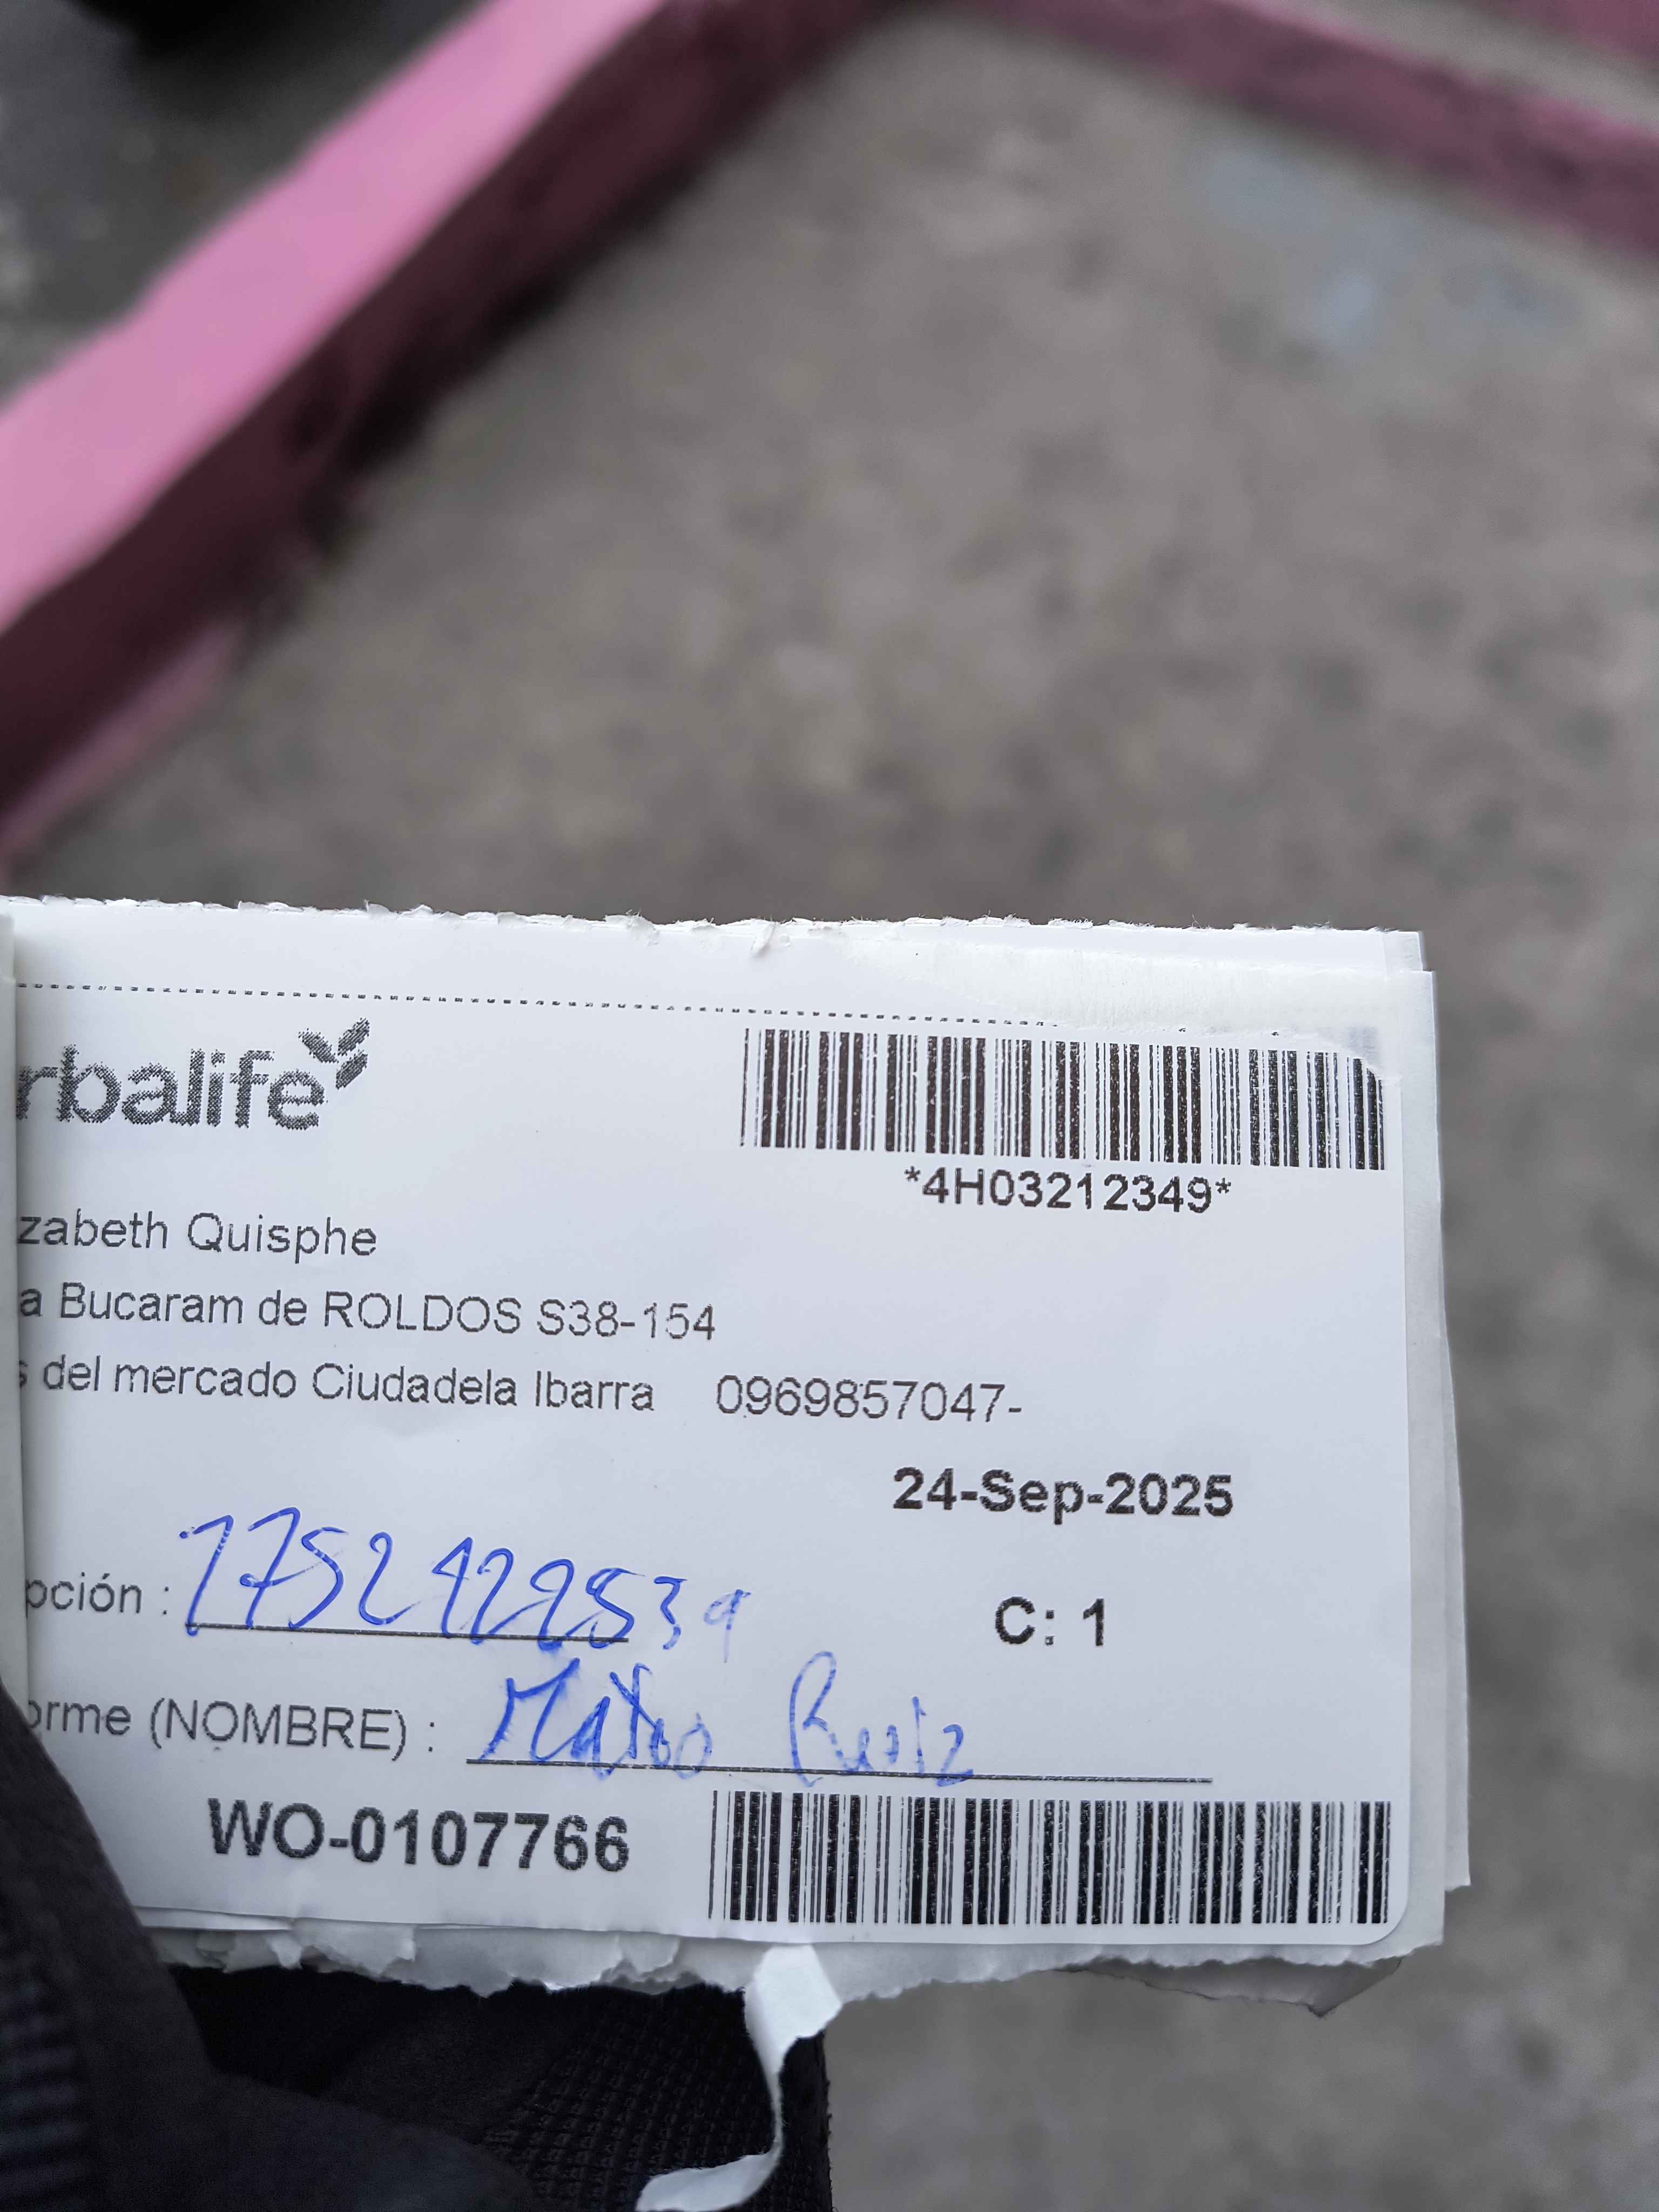 rbalife
*4H03212349*
zabeth Quisphe
a Bucaram de ROLDOS S38-154
s del mercado Ciudadela Ibarra 0969857047-
24-Sep-2025
pción :
C: 1
orme (NOMBRE) : Mateo Ruiz
WO-0107766